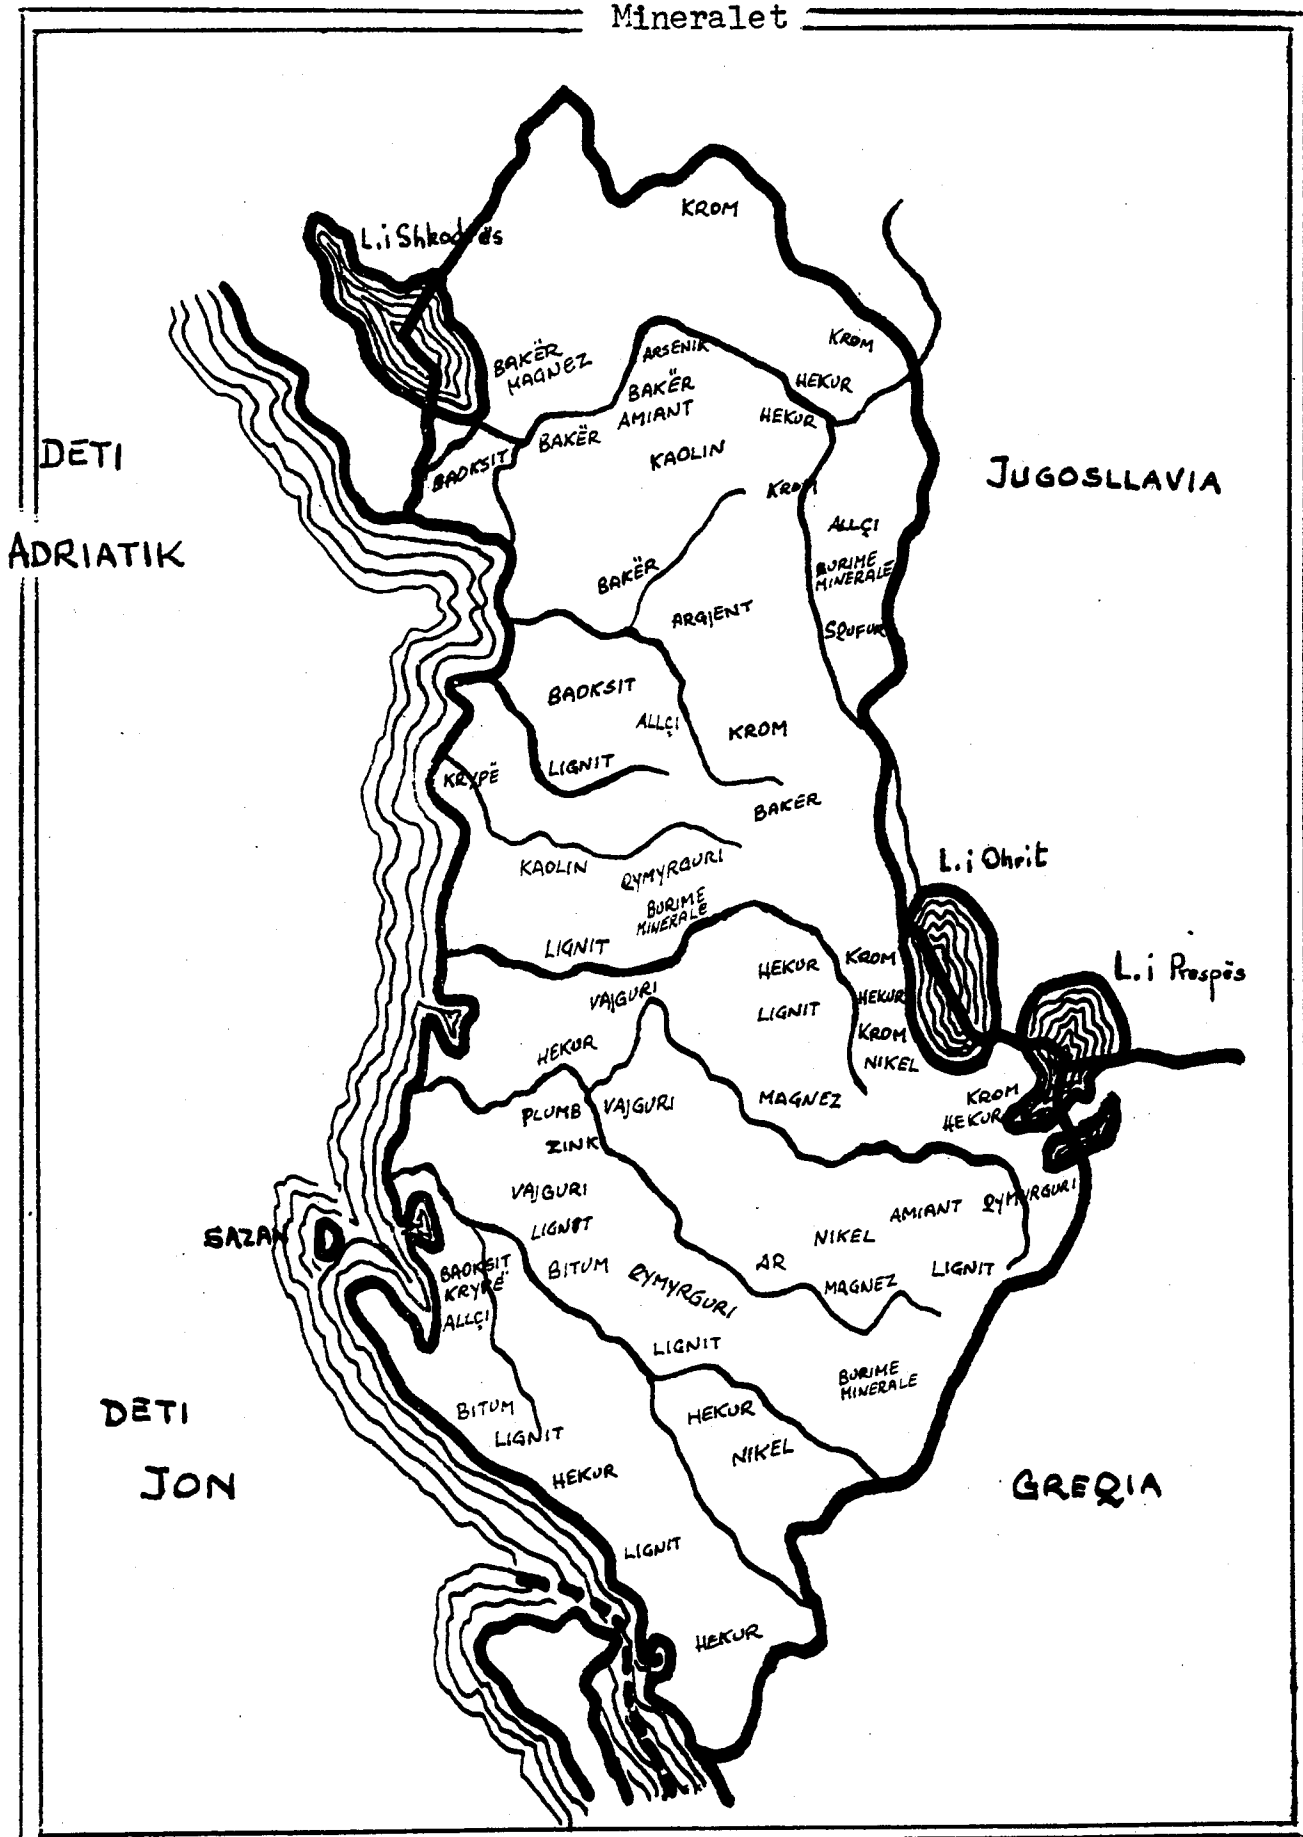 Mineralet
KROM
L.i Shkodrës
KROM
ARSENIK
BAKËR
MAGNEZ
HEKUR
BAKËR
AMIANT
HEKUR
BAKËR
DETI
ADRIATIK
KAOLIN
BAOKSIT
JUGOSLLAVIA
KROM
ALLÇI
BURIME
MINERALE
BAKËR
ARGJENT
SQUFUR
BAOKSIT
ALLÇI
KROM
LIGNIT
KRYPË
BAKER
L.i Ohrit
KAOLIN
QYMYRGURI
BURIME
MINERALE
LIGNIT
HEKUR
KROM
L.i Prespës
VAJGURI
HEKUR
LIGNIT
KROM
HEKUR
NIKEL
MAGNEZ
KROM
HEKUR
PLUMB
VAJGURI
ZINK
VAJGURI
AMIANT
QYMYRGURI
LIGNIT
SAZAN
NIKEL
BAOKSIT
KRYPË
ALLÇI
BITUM
QYMYRGURI
AR
MAGNEZ
LIGNIT
LIGNIT
BURIME
MINERALE
DETI
JON
BITUM
LIGNIT
HEKUR
NIKEL
HEKUR
GREQIA
LIGNIT
HEKUR